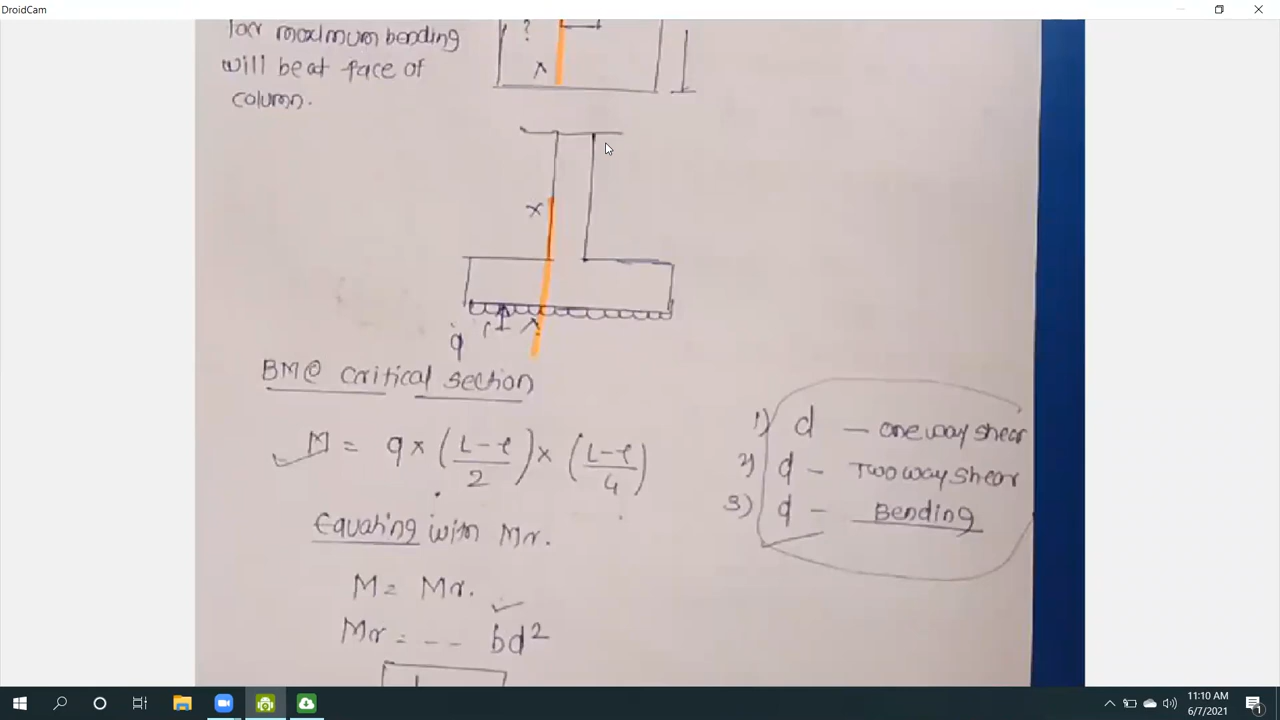 DroidCam
for maximum bending
will be at face of
column.
?
X
X
X
q
BM@ critical section
M = q × (L-l/2) × (L-l/4)
Equating with Mr.
M = Mr.
Mr = -- bd²
1) d — one way shear
2) d - Two way shear
3) d - Bending
11:10 AM
6/7/2021
1